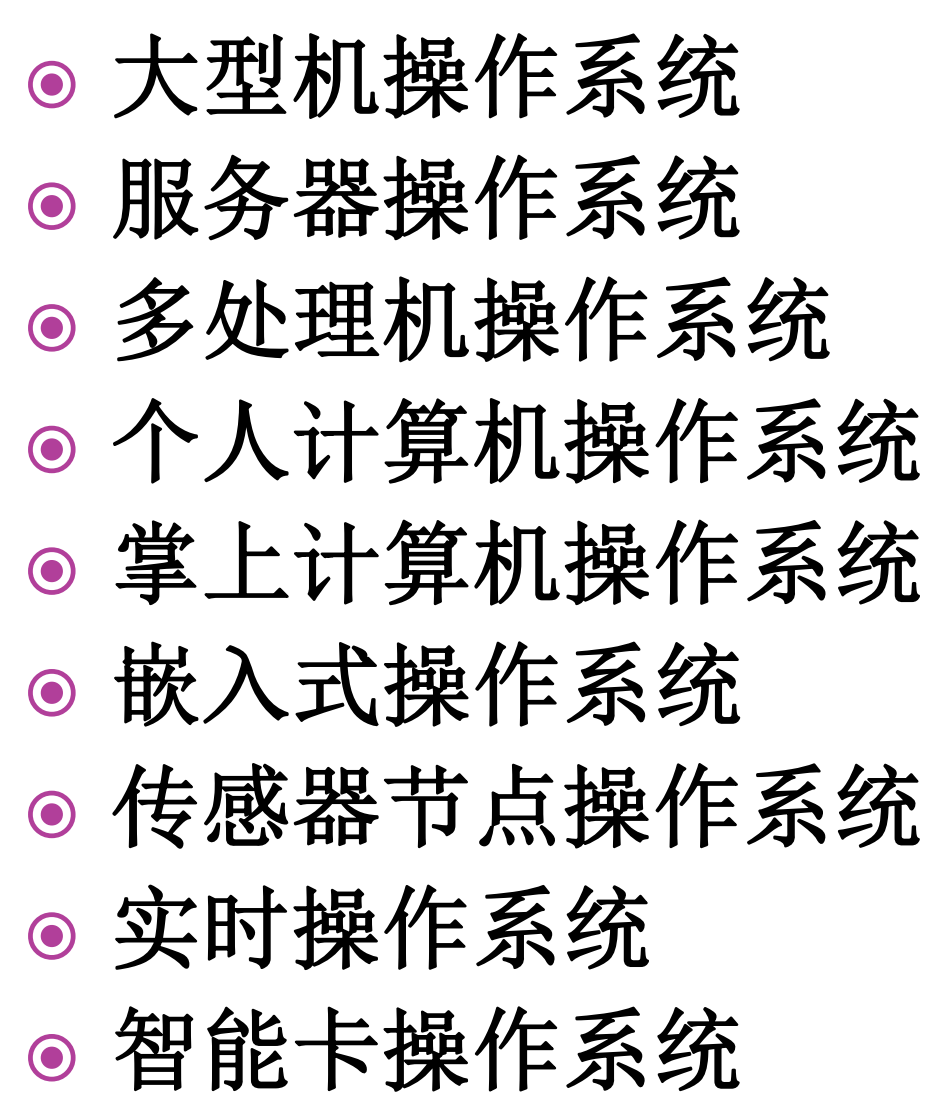 大型机操作系统
服务器操作系统
多处理机操作系统
个人计算机操作系统
掌上计算机操作系统
嵌入式操作系统
传感器节点操作系统
实时操作系统
智能卡操作系统